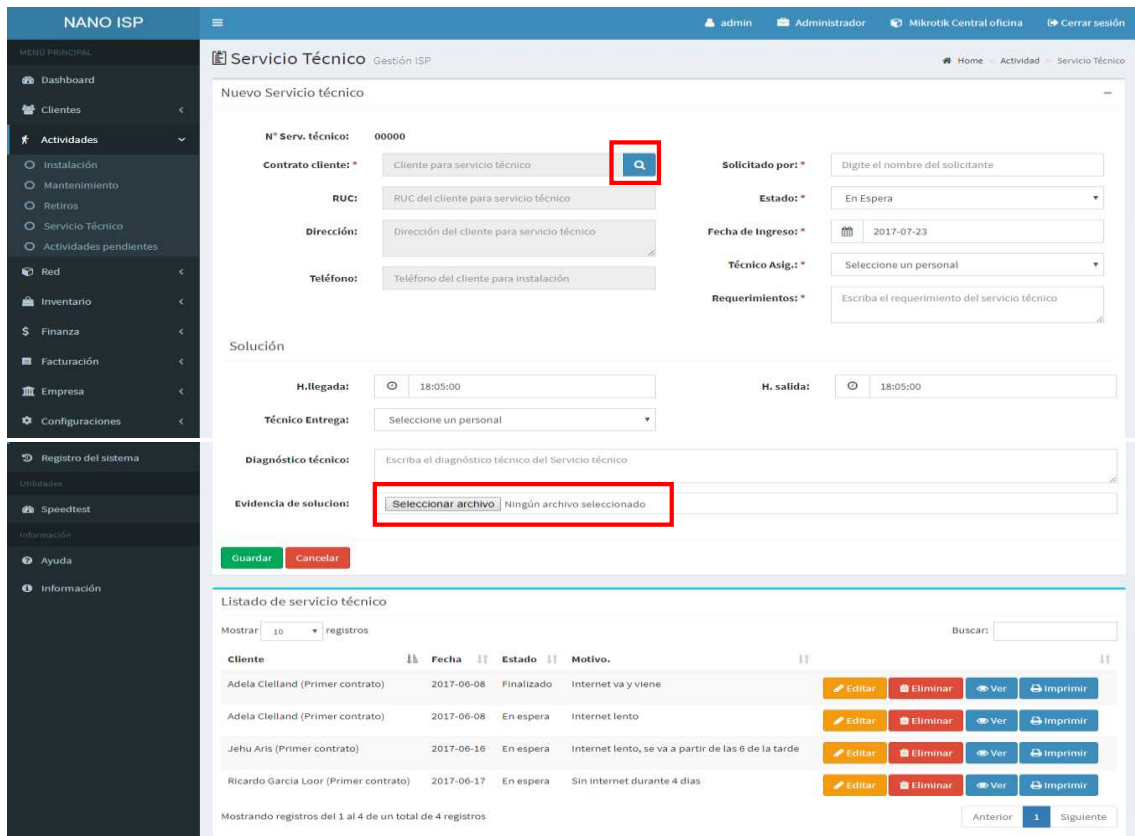 NANO ISP
admin Administrador Mikrotik Central oficina Cerrar sesión
MENÚ PRINCIPAL
Dashboard
Clientes
Actividades
Instalación
Mantenimiento
Retiros
Servicio Técnico
Actividades pendientes
Red
Inventario
Finanza
Facturación
Empresa
Configuraciones
Registro del sistema
Utilidades
Speedtest
Información
Ayuda
Información
Servicio Técnico Gestión ISP
Home Actividad Servicio Técnico
Nuevo Servicio técnico
N° Serv. técnico: 00000
Contrato cliente: * Cliente para servicio técnico
RUC: RUC del cliente para servicio técnico
Dirección: Dirección del cliente para servicio técnico
Teléfono: Teléfono del cliente para instalación
Solicitado por: * Digite el nombre del solicitante
Estado: * En Espera
Fecha de Ingreso: * 2017-07-23
Técnico Asig.: * Seleccione un personal
Requerimientos: * Escriba el requerimiento del servicio técnico
Solución
H.llegada: 18:05:00 H. salida: 18:05:00
Técnico Entrega: Seleccione un personal
Diagnóstico técnico: Escriba el diagnóstico técnico del Servicio técnico
Evidencia de solucion: Seleccionar archivo Ningún archivo seleccionado
Guardar Cancelar
Listado de servicio técnico
Mostrar 10 registros Buscar:
Cliente Fecha Estado Motivo.
Adela Clelland (Primer contrato) 2017-06-08 Finalizado Internet va y viene Editar Eliminar Ver Imprimir
Adela Clelland (Primer contrato) 2017-06-08 En espera Internet lento Editar Eliminar Ver Imprimir
Jehu Aris (Primer contrato) 2017-06-16 En espera Internet lento, se va a partir de las 6 de la tarde Editar Eliminar Ver Imprimir
Ricardo Garcia Loor (Primer contrato) 2017-06-17 En espera Sin internet durante 4 dias Editar Eliminar Ver Imprimir
Mostrando registros del 1 al 4 de un total de 4 registros Anterior 1 Siguiente